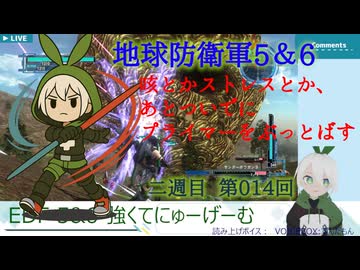 LIVE
地球防衛軍5＆6
Comments
咳とかストレスとか、
あとついでに
プライマーをぶっとばす
二週目 第014回
強くてにゅーげーむ
読み上げボイス： VOICEVOX:ずんだもん